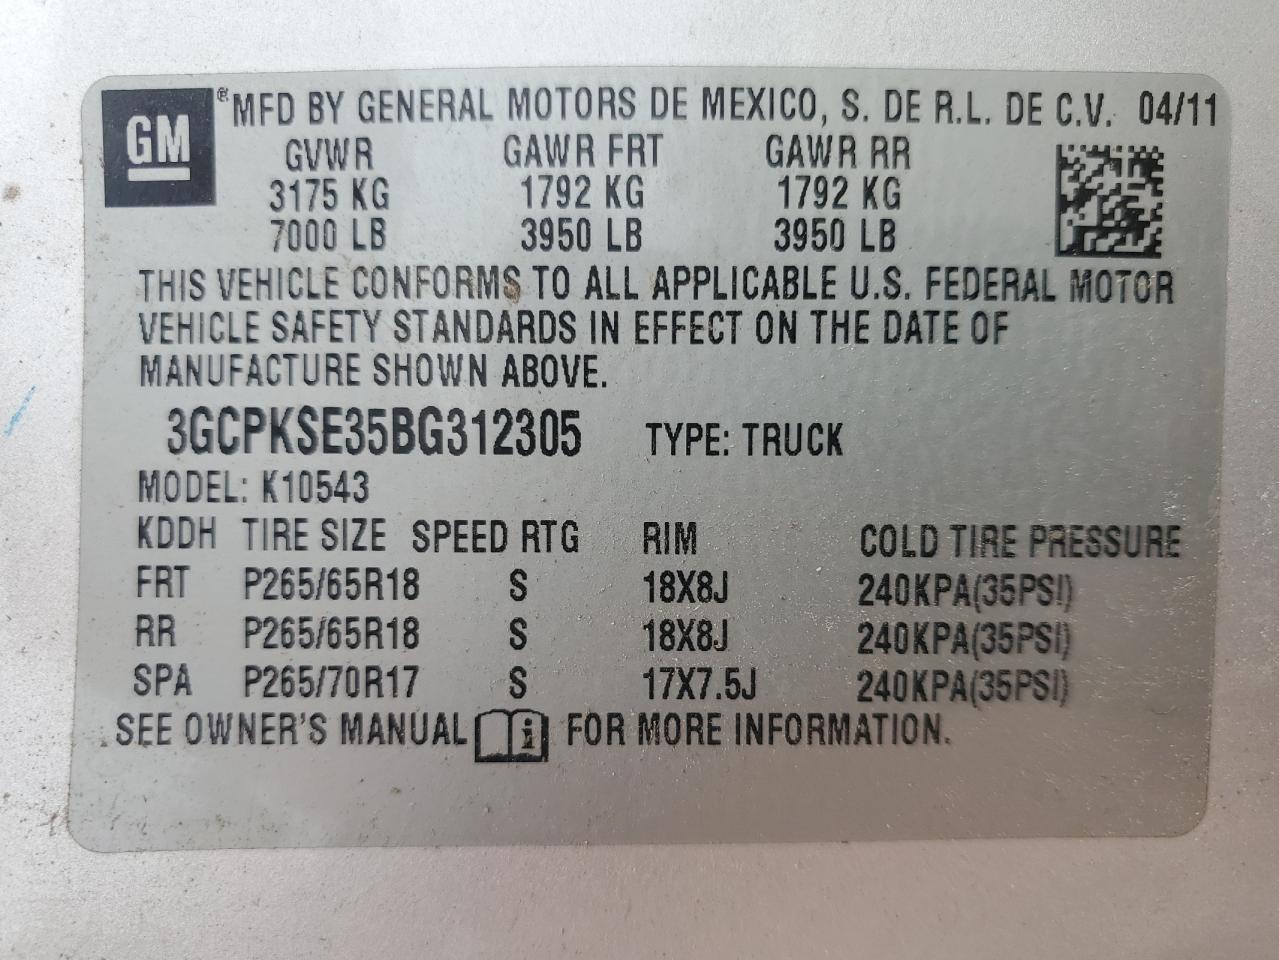 GM ® MFD BY GENERAL MOTORS DE MEXICO, S. DE R.L. DE C.V. 04/11
GVWR GAWR FRT GAWR RR
3175 KG 1792 KG 1792 KG
7000 LB 3950 LB 3950 LB
THIS VEHICLE CONFORMS TO ALL APPLICABLE U.S. FEDERAL MOTOR
VEHICLE SAFETY STANDARDS IN EFFECT ON THE DATE OF
MANUFACTURE SHOWN ABOVE.
3GCPKSE35BG312305 TYPE: TRUCK
MODEL: K10543
KDDH TIRE SIZE SPEED RTG RIM COLD TIRE PRESSURE
FRT P265/65R18 S 18X8J 240KPA(35PSI)
RR P265/65R18 S 18X8J 240KPA(35PSI)
SPA P265/70R17 S 17X7.5J 240KPA(35PSI)
SEE OWNER'S MANUAL i FOR MORE INFORMATION.